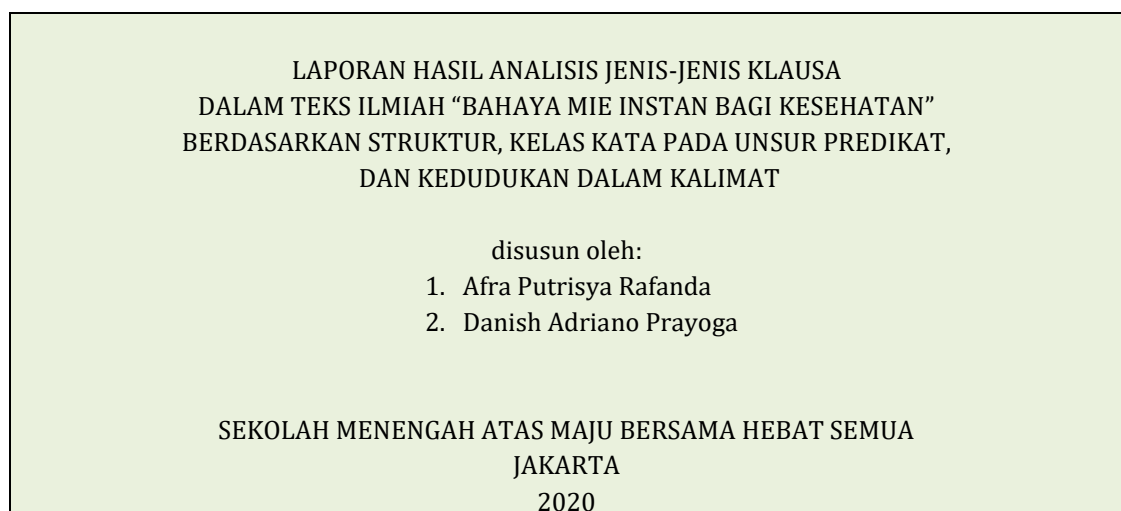 LAPORAN HASIL ANALISIS JENIS-JENIS KLAUSA
DALAM TEKS ILMIAH “BAHAYA MIE INSTAN BAGI KESEHATAN”
BERDASARKAN STRUKTUR, KELAS KATA PADA UNSUR PREDIKAT,
DAN KEDUDUKAN DALAM KALIMAT
disusun oleh:
1. Afra Putrisya Rafanda
2. Danish Adriano Prayoga
SEKOLAH MENENGAH ATAS MAJU BERSAMA HEBAT SEMUA
JAKARTA
2020